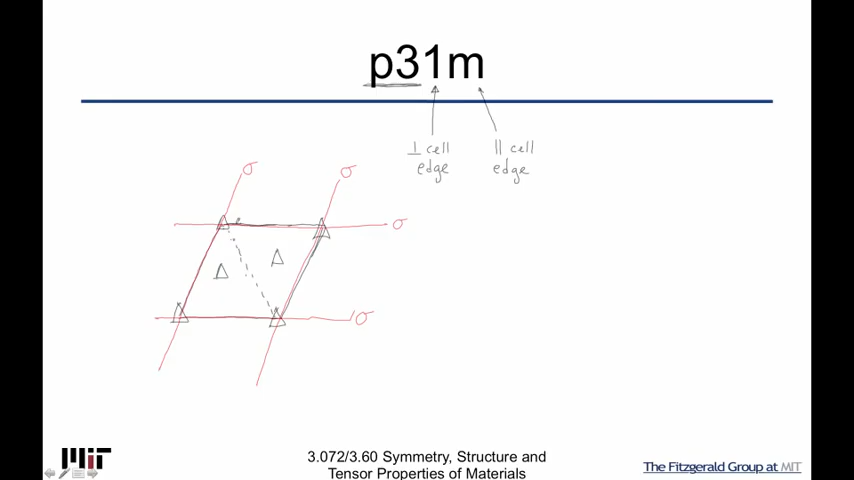 p31m
⊥ cell
edge
|| cell
edge
σ
σ
σ
σ
MIT
3.072/3.60 Symmetry, Structure and
Tensor Properties of Materials
The Fitzgerald Group at MIT